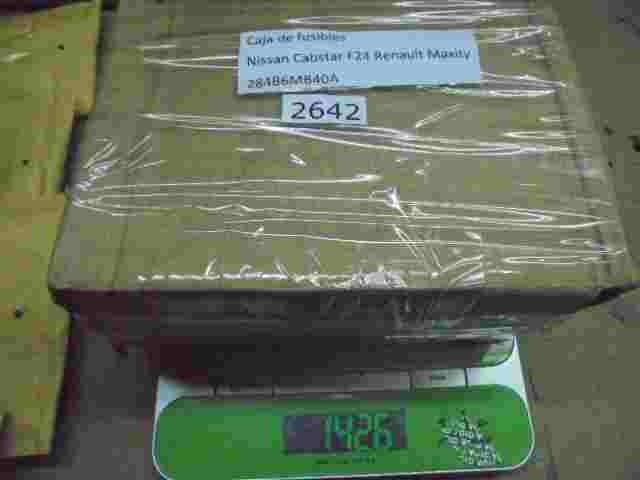 Caja de fusibles
Nissan Cabstar F24 Renault Maxity
284B6MB40A
2642